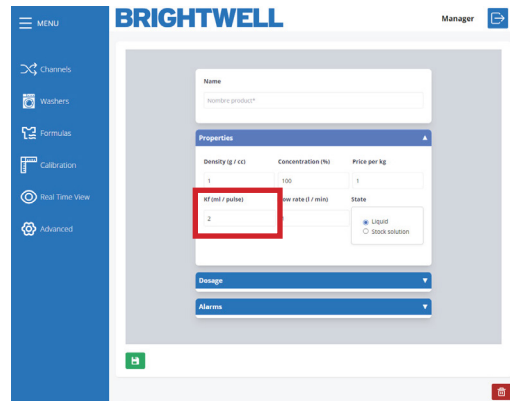 MENU
BRIGHTWELL
Manager
Channels
Washers
Formulas
Calibration
Real Time View
Advanced
Name
Nombre product*
Properties
Density (g / cc) Concentration (%) Price per kg
1 100 1
Kf (ml / pulse) ow rate (l / min) State
2
Liquid
Stock solution
Dosage
Alarms